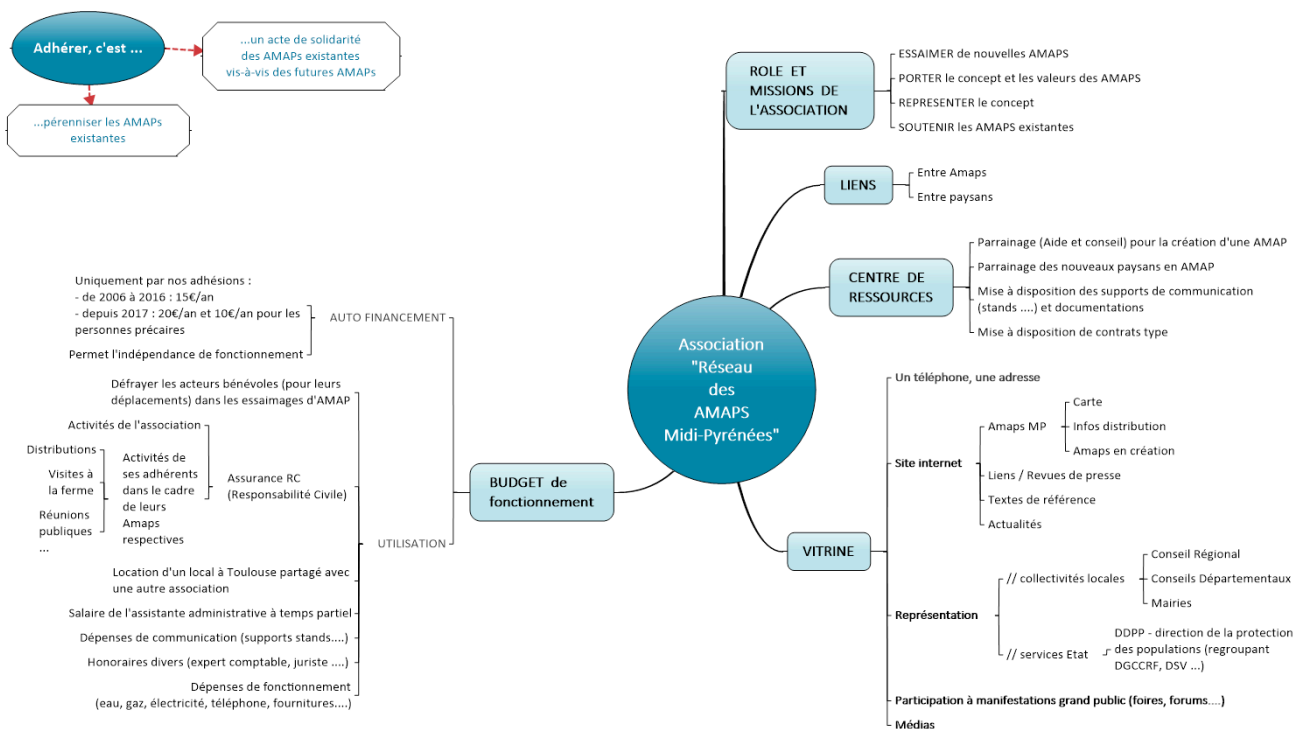 Adhérer, c'est ...
...un acte de solidarité
des AMAPs existantes
vis-à-vis des futures AMAPs
...pérenniser les AMAPs
existantes
Association
"Réseau
des
AMAPS
Midi-Pyrénées"
ROLE ET
MISSIONS DE
L'ASSOCIATION
ESSAIMER de nouvelles AMAPS
PORTER le concept et les valeurs des AMAPS
REPRESENTER le concept
SOUTENIR les AMAPS existantes
LIENS
Entre Amaps
Entre paysans
CENTRE DE
RESSOURCES
Parrainage (Aide et conseil) pour la création d'une AMAP
Parrainage des nouveaux paysans en AMAP
Mise à disposition des supports de communication
(stands ....) et documentations
Mise à disposition de contrats type
VITRINE
Un téléphone, une adresse
Site internet
Amaps MP
Carte
Infos distribution
Amaps en création
Liens / Revues de presse
Textes de référence
Actualités
Représentation
// collectivités locales
Conseil Régional
Conseils Départementaux
Mairies
// services Etat
DDPP - direction de la protection
des populations (regroupant
DGCCRF, DSV ...)
Participation à manifestations grand public (foires, forums....)
Médias
BUDGET de
fonctionnement
AUTO FINANCEMENT
Uniquement par nos adhésions :
- de 2006 à 2016 : 15€/an
- depuis 2017 : 20€/an et 10€/an pour les
personnes précaires
Permet l'indépendance de fonctionnement
UTILISATION
Défrayer les acteurs bénévoles (pour leurs
déplacements) dans les essaimages d'AMAP
Assurance RC
(Responsabilité Civile)
Activités de l'association
Activités de
ses adhérents
dans le cadre
de leurs
Amaps
respectives
Distributions
Visites à
la ferme
Réunions
publiques
...
Location d'un local à Toulouse partagé avec
une autre association
Salaire de l'assistante administrative à temps partiel
Dépenses de communication (supports stands....)
Honoraires divers (expert comptable, juriste ....)
Dépenses de fonctionnement
(eau, gaz, électricité, téléphone, fournitures....)